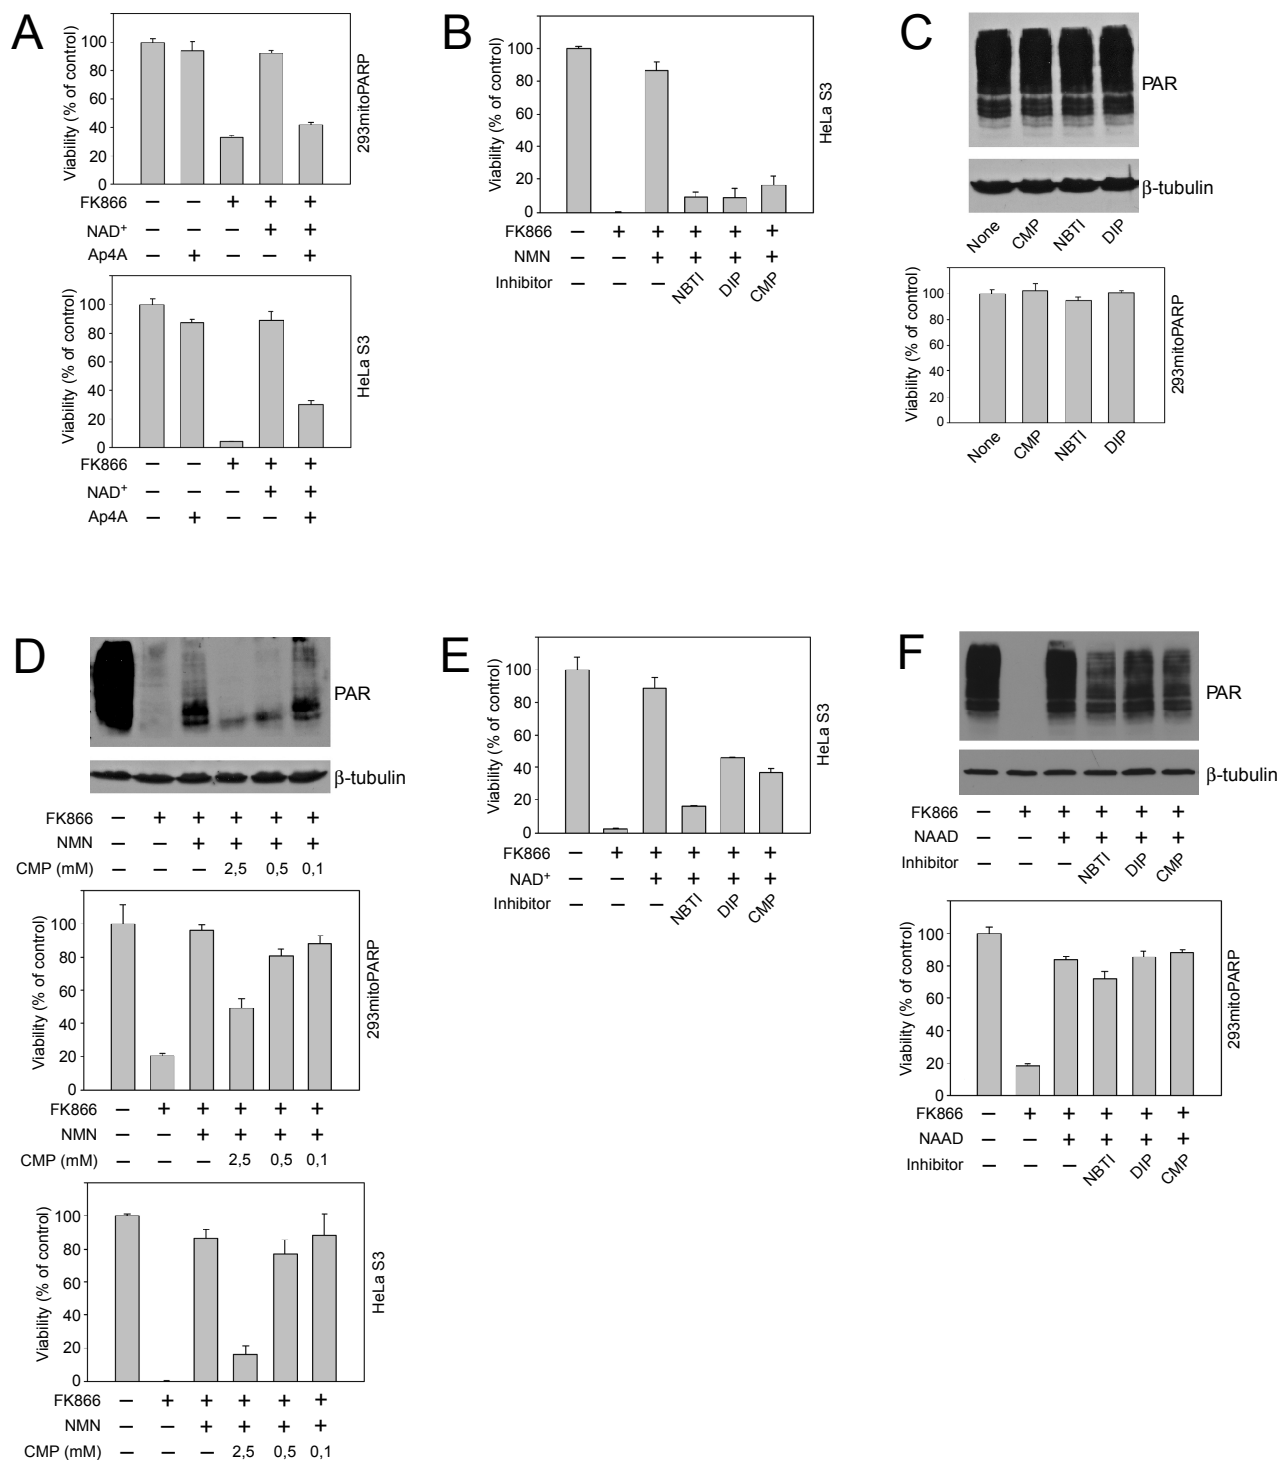 A
Viability (% of control)
100
80
60
40
20
0
293mitoPARP
FK866 – – + + +
NAD+ – – – + +
Ap4A – + – – +
Viability (% of control)
100
80
60
40
20
0
HeLa S3
FK866 – – + + +
NAD+ – – – + +
Ap4A – + – – +
B
Viability (% of control)
100
80
60
40
20
0
HeLa S3
FK866 – + + + + +
NMN – – + + + +
Inhibitor – – – NBTI DIP CMP
C
PAR
β-tubulin
None CMP NBTI DIP
Viability (% of control)
100
80
60
40
20
0
293mitoPARP
None CMP NBTI DIP
D
PAR
β-tubulin
FK866 – + + + + +
NMN – – + + + +
CMP (mM) – – – 2,5 0,5 0,1
Viability (% of control)
100
80
60
40
20
0
293mitoPARP
FK866 – + + + + +
NMN – – + + + +
CMP (mM) – – – 2,5 0,5 0,1
Viability (% of control)
100
80
60
40
20
0
HeLa S3
FK866 – + + + + +
NMN – – + + + +
CMP (mM) – – – 2,5 0,5 0,1
E
Viability (% of control)
100
80
60
40
20
0
HeLa S3
FK866 – + + + + +
NAD+ – – + + + +
Inhibitor – – – NBTI DIP CMP
F
PAR
β-tubulin
FK866 – + + + + +
NAAD – – + + + +
Inhibitor – – – NBTI DIP CMP
Viability (% of control)
100
80
60
40
20
0
293mitoPARP
FK866 – + + + + +
NAAD – – + + + +
Inhibitor – – – NBTI DIP CMP